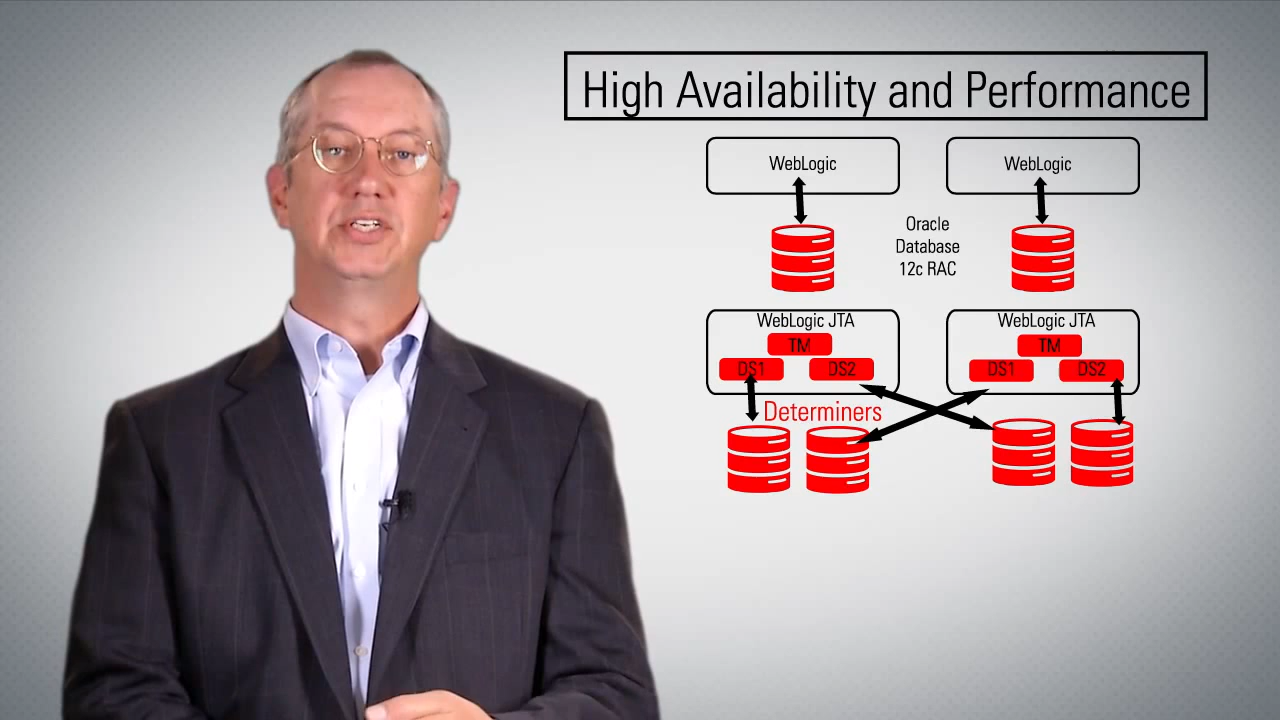 High Availability and Performance
WebLogic
WebLogic
Oracle
Database
12c RAC
WebLogic JTA
TM
DS1
DS2
WebLogic JTA
TM
DS1
DS2
Determiners